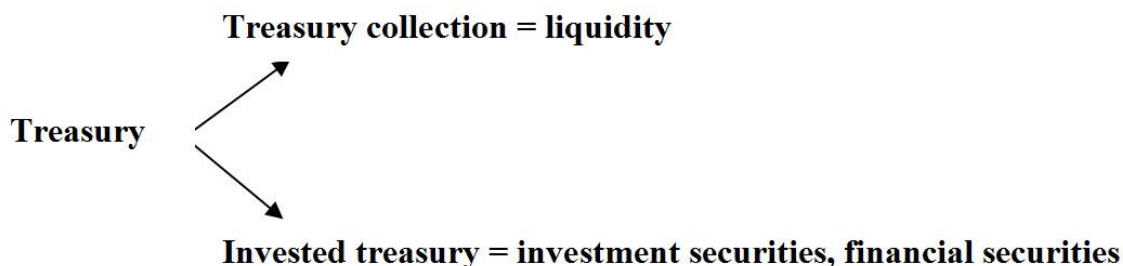 Treasury collection = liquidity
Treasury
Invested treasury = investment securities, financial securities